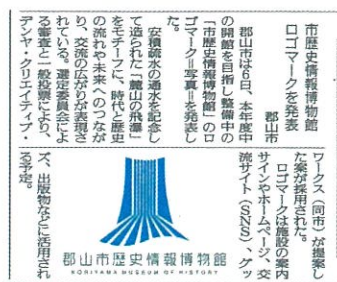 市歴史情報博物館
ロゴマークを発表
郡山市
郡山市は6日、本年度中
の開館を目指し整備中の
「市歴史情報博物館」のロ
ゴマーク＝写真＝を発表し
た。
安積疏水の通水を記念し
て造られた「麓山の飛瀑」
をモチーフに、時代と歴史
の流れや未来へのつなが
り、交流の広がりが表現さ
れている。選定委員会によ
る審査と一般投票により、
デンヤ・クリエイティブ・
ワークス（同市）が提案し
た案が採用された。
ロゴマークは施設の案内
サインやホームページ、交
流サイト（SNS）、グッ
ズ、出版物などに活用され
る予定。
郡山市歴史情報博物館
KORIYAMA MUSEUM OF HISTORY